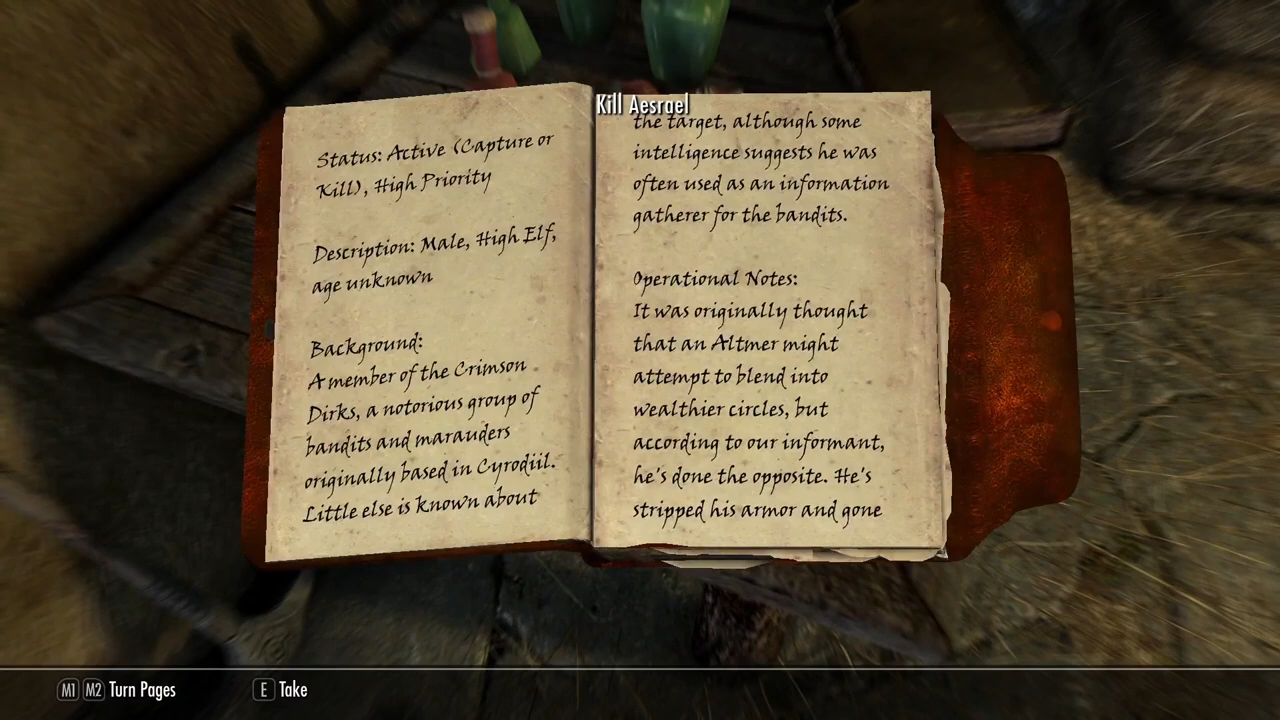 Kill Aesrael
Status: Active (Capture or
Kill), High Priority
Description: Male, High Elf,
age unknown
Background:
A member of the Crimson
Dirks, a notorious group of
bandits and marauders
originally based in Cyrodiil.
Little else is known about
the target, although some
intelligence suggests he was
often used as an information
gatherer for the bandits.
Operational Notes:
It was originally thought
that an Altmer might
attempt to blend into
wealthier circles, but
according to our informant,
he's done the opposite. He's
stripped his armor and gone
M1 M2 Turn Pages
E Take